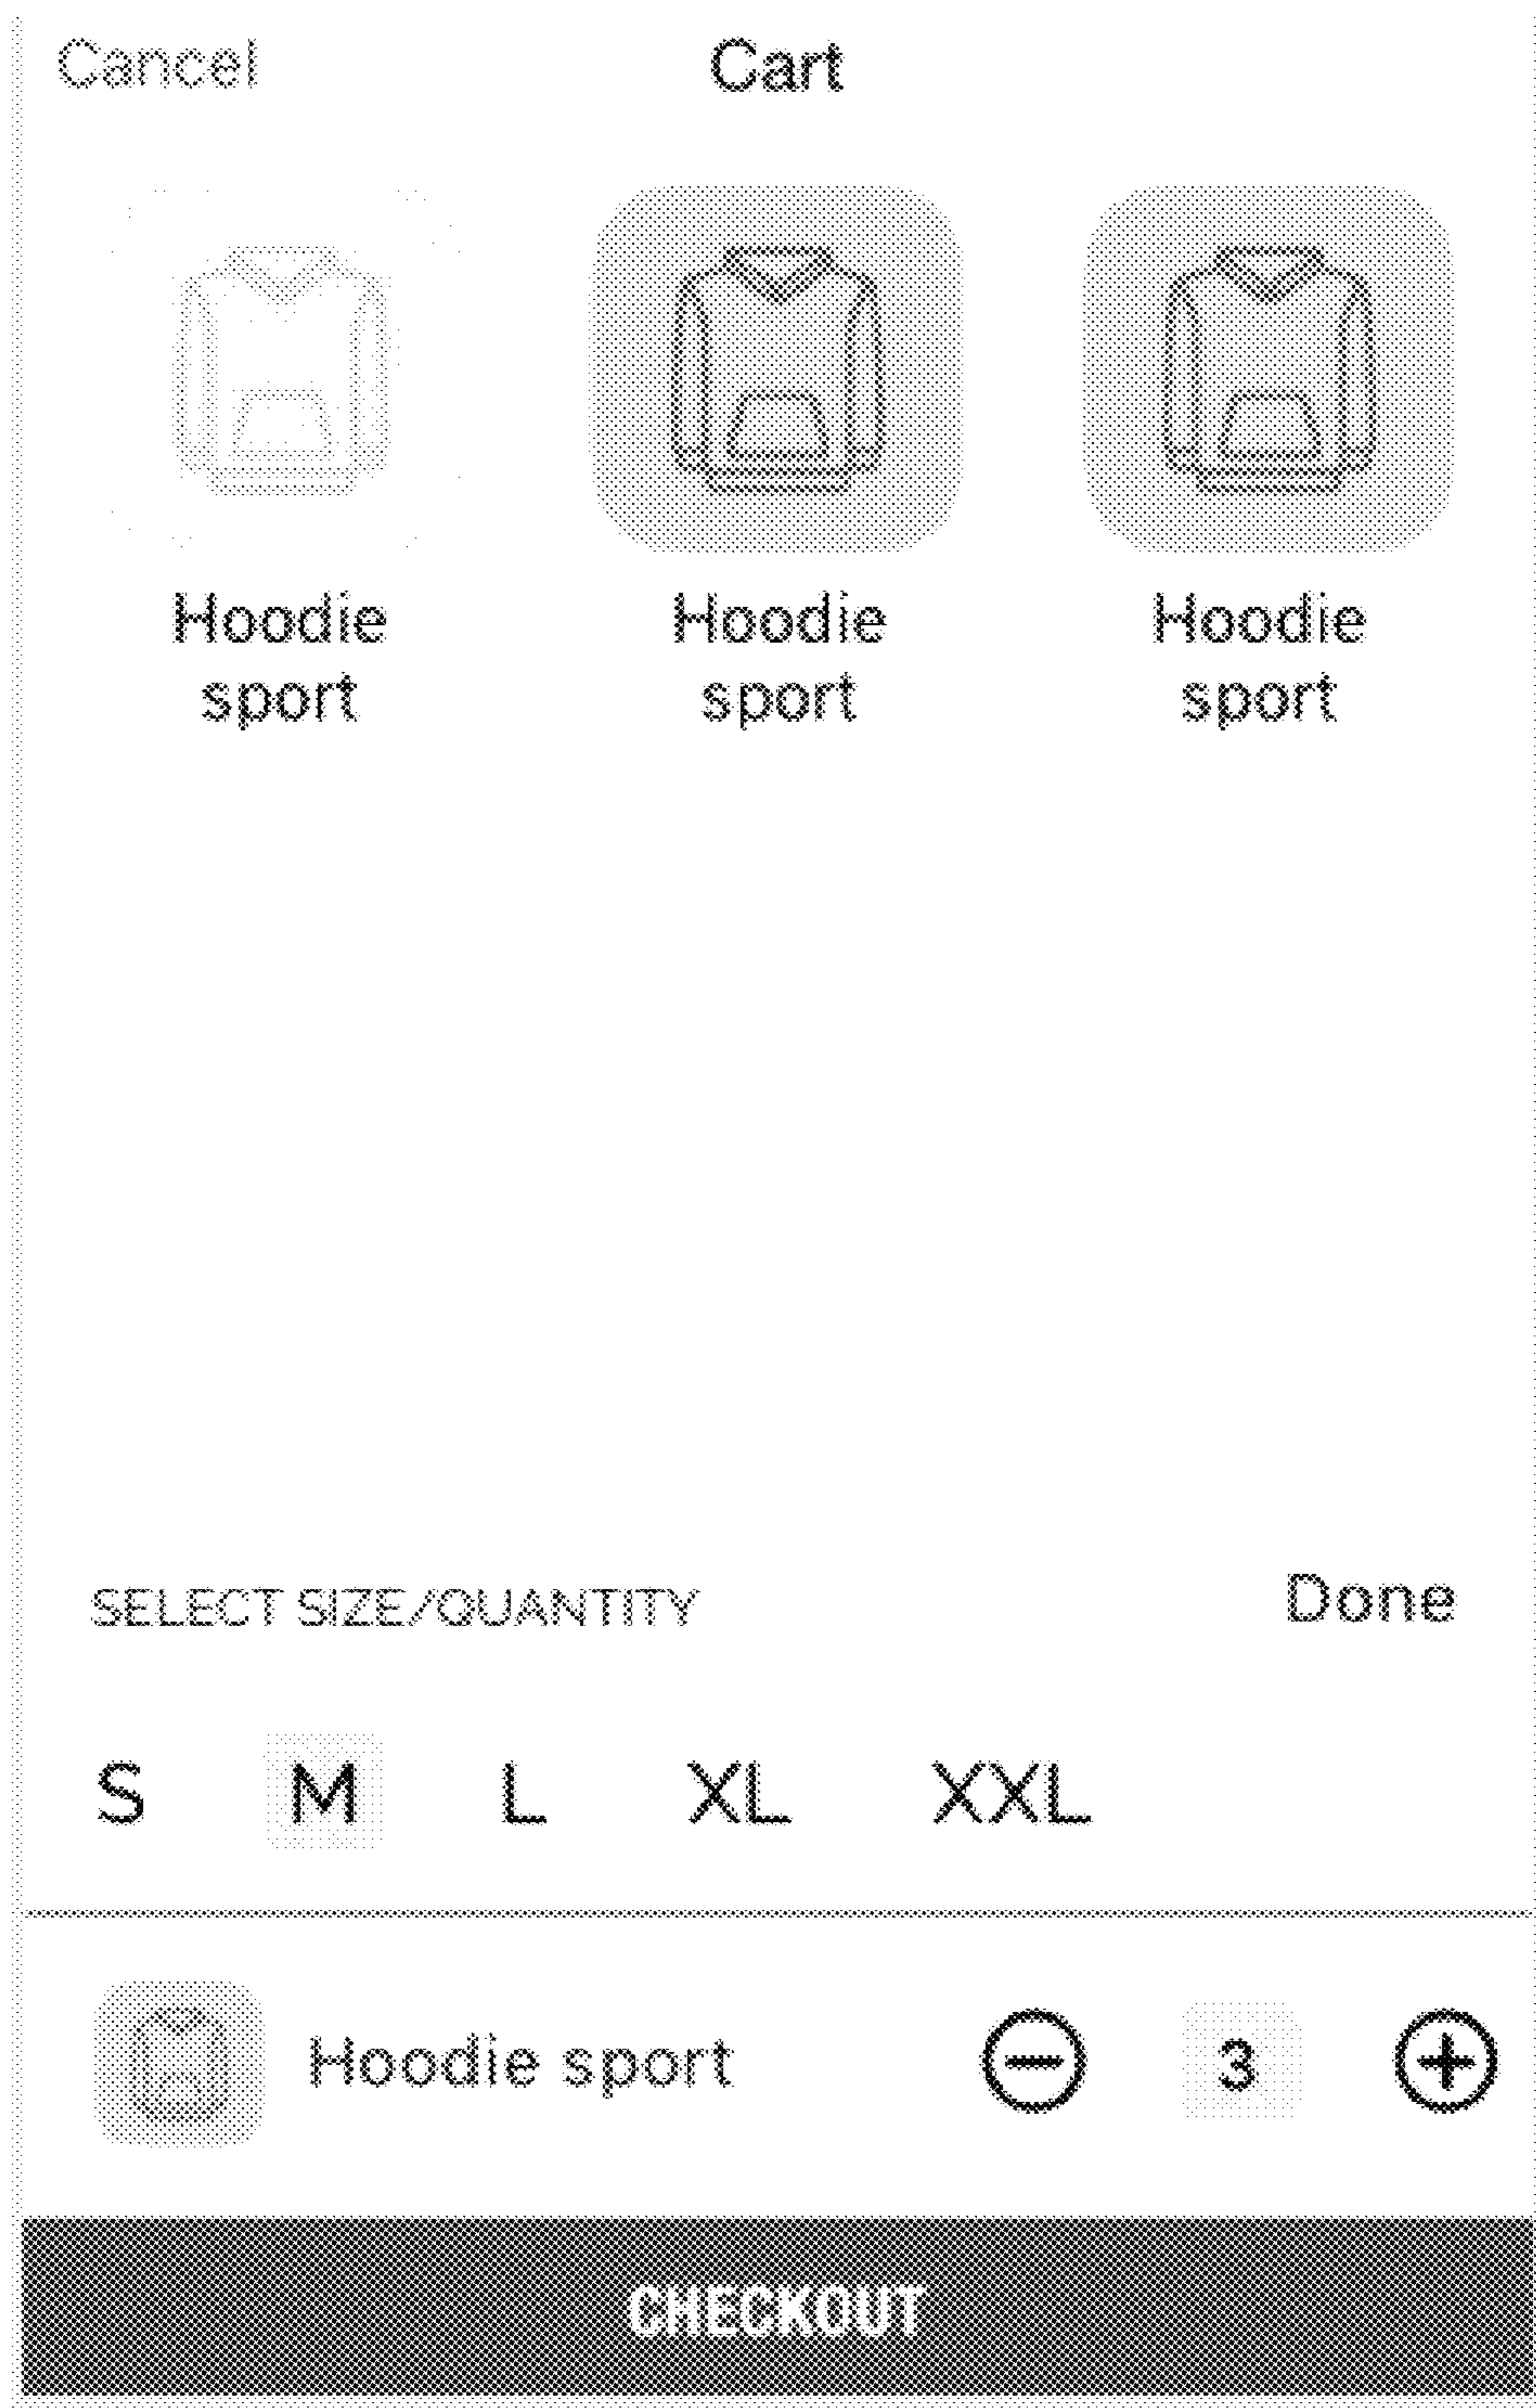 Cancel Cart
Hoodie Hoodie Hoodie
sport sport sport
SELECT SIZE/QUANTITY Done
S M L XL XXL
Hoodie sport 3
CHECKOUT